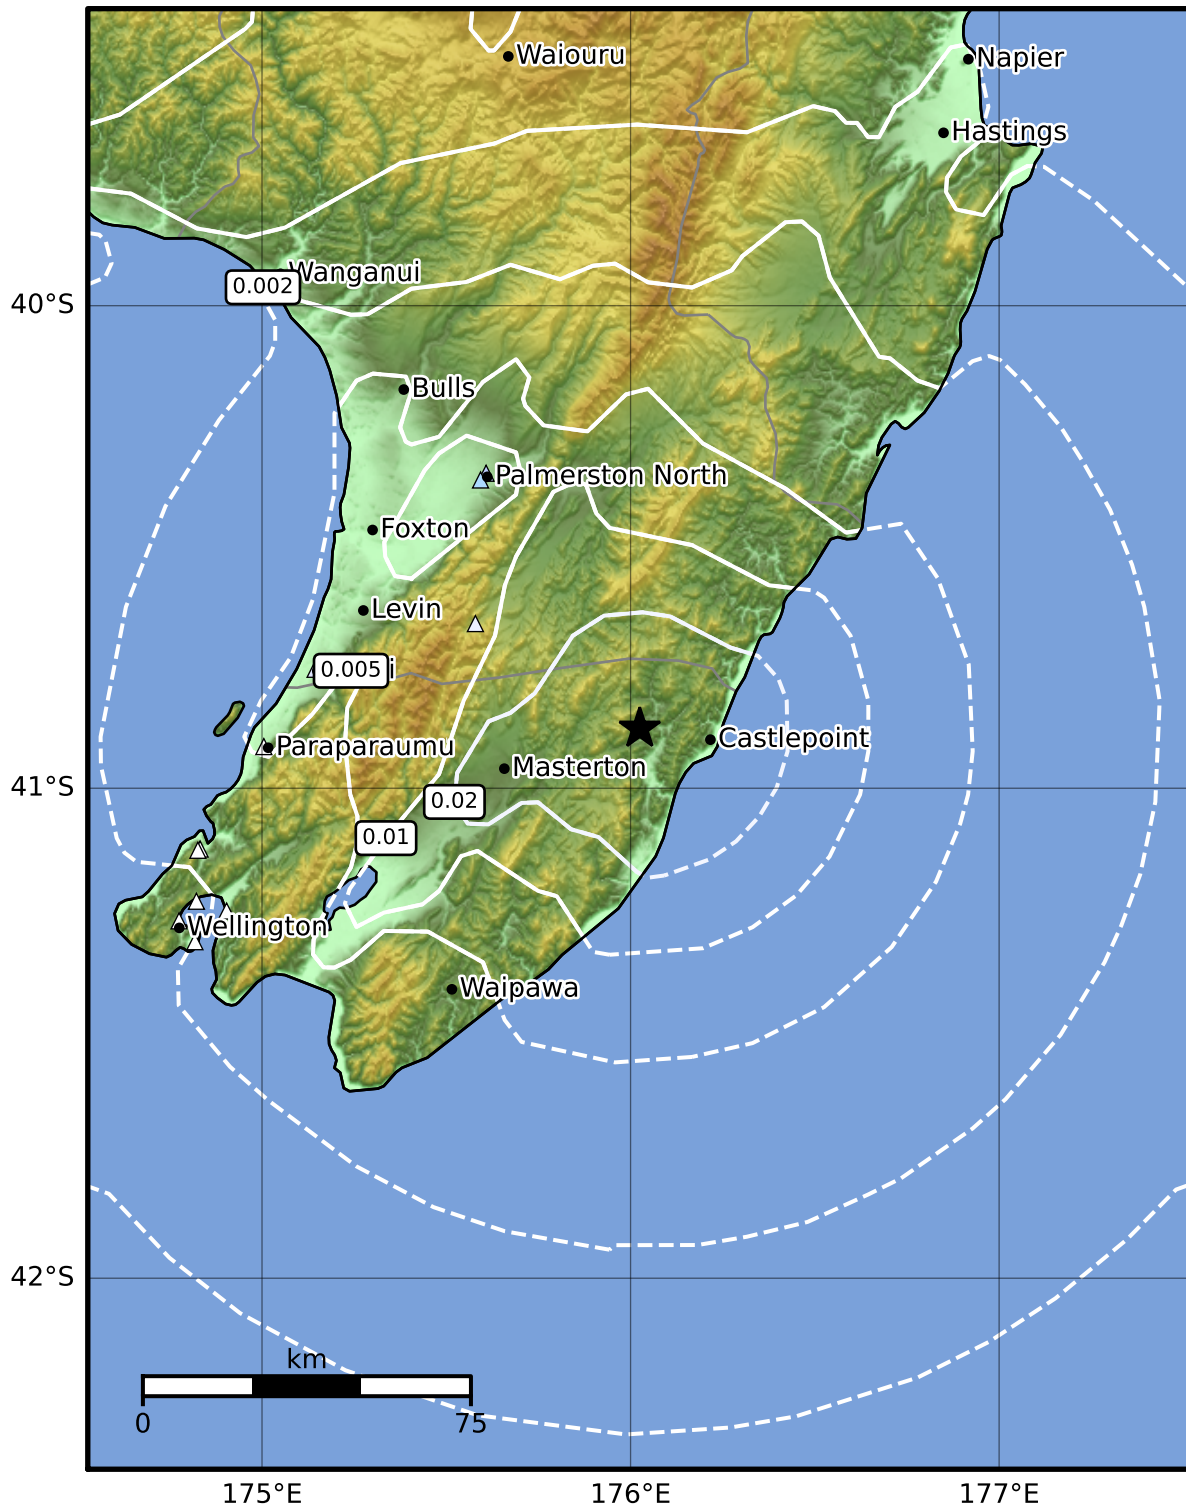 Waiouru
Napier
Hastings
Wanganui
0.002
40°S
Bulls
Palmerston North
Foxton
Levin
0.005
Castlepoint
Paraparaumu
Masterton
41°S
0.02
0.01
Wellington
Waipawa
42°S
km
0
75
175°E
176°E
177°E